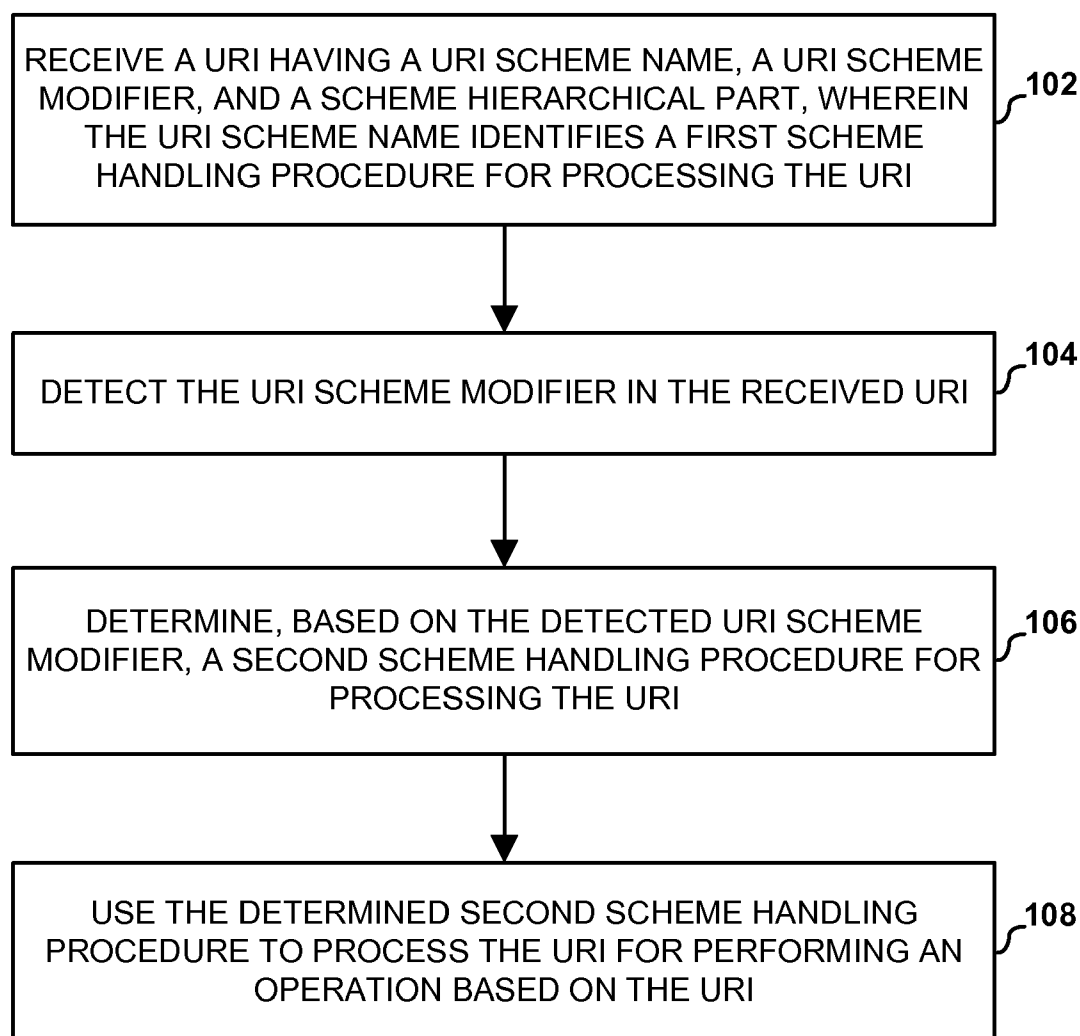 RECEIVE A URI HAVING A URI SCHEME NAME, A URI SCHEME
MODIFIER, AND A SCHEME HIERARCHICAL PART, WHEREIN
THE URI SCHEME NAME IDENTIFIES A FIRST SCHEME
HANDLING PROCEDURE FOR PROCESSING THE URI
102
DETECT THE URI SCHEME MODIFIER IN THE RECEIVED URI
104
DETERMINE, BASED ON THE DETECTED URI SCHEME
MODIFIER, A SECOND SCHEME HANDLING PROCEDURE FOR
PROCESSING THE URI
106
USE THE DETERMINED SECOND SCHEME HANDLING
PROCEDURE TO PROCESS THE URI FOR PERFORMING AN
OPERATION BASED ON THE URI
108